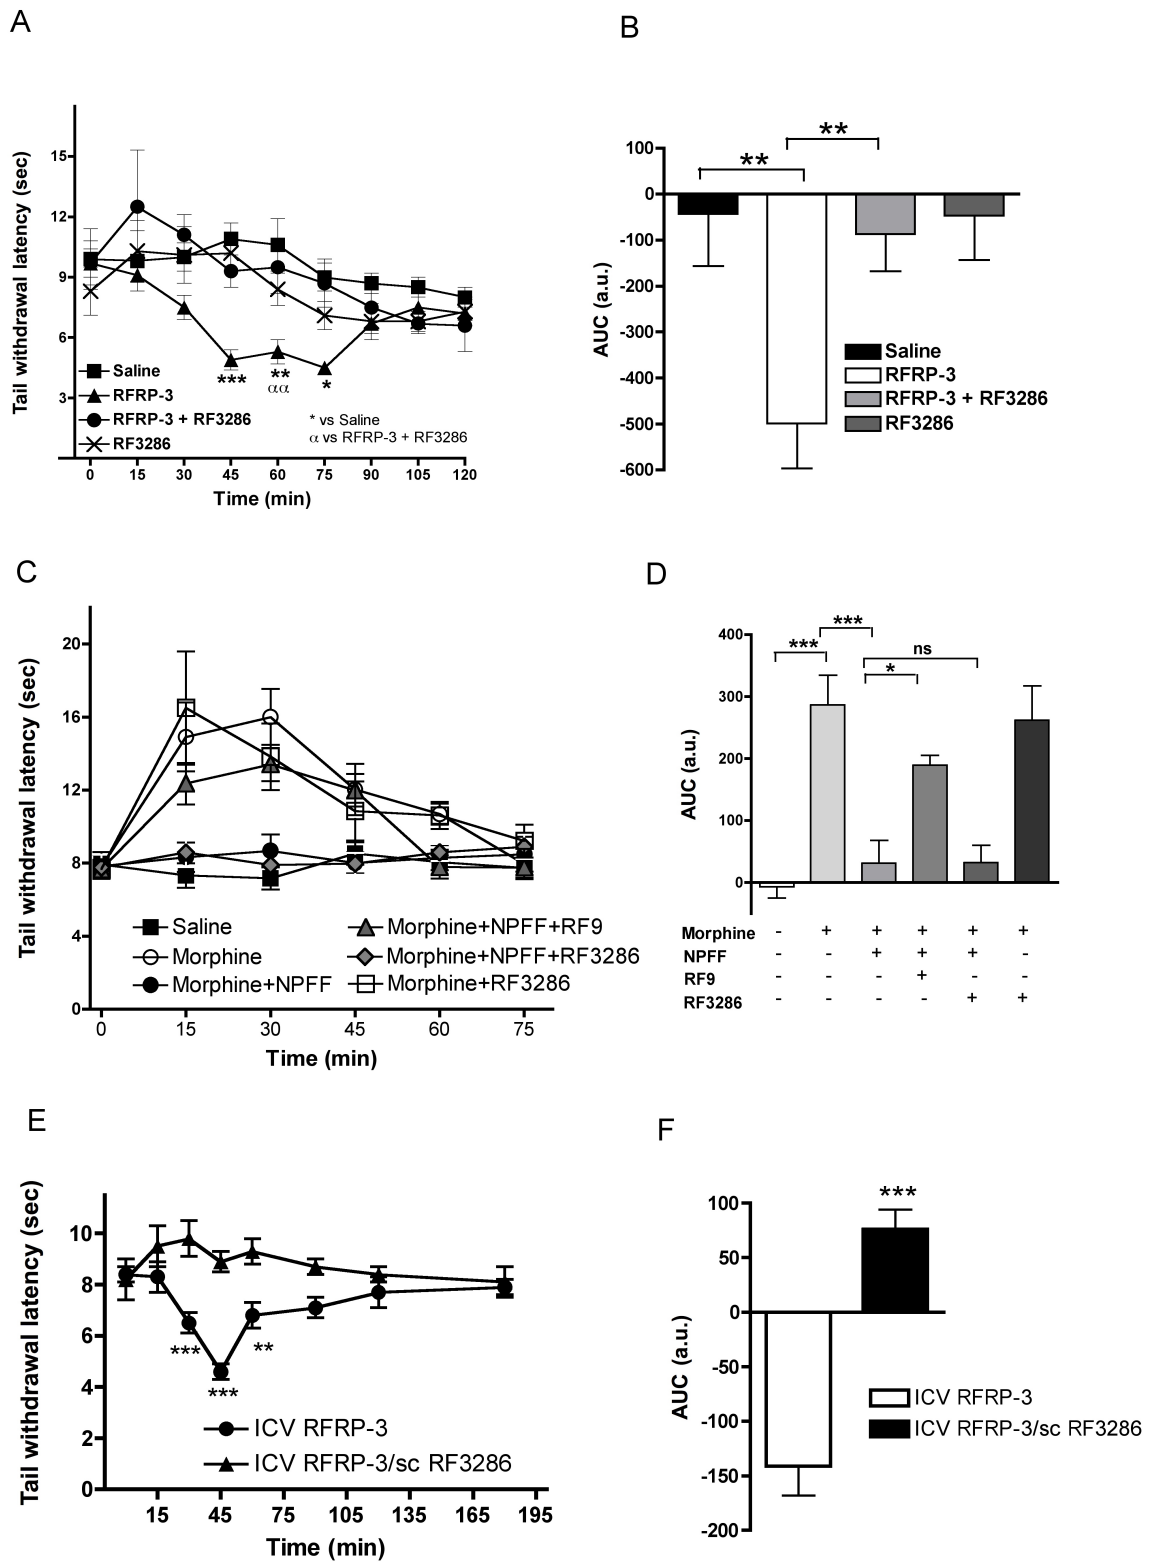 A
Tail withdrawal latency (sec)
15
12
9
6
3
Saline
RFRP-3
RFRP-3 + RF3286
RF3286
***
**
αα
*
* vs Saline
α vs RFRP-3 + RF3286
0 15 30 45 60 75 90 105 120
Time (min)
B
AUC (a.u.)
100
0
-100
-200
-300
-400
-500
-600
**
**
Saline
RFRP-3
RFRP-3 + RF3286
RF3286
C
Tail withdrawal latency (sec)
20
16
12
8
4
0
Saline
Morphine
Morphine+NPFF
Morphine+NPFF+RF9
Morphine+NPFF+RF3286
Morphine+RF3286
0 15 30 45 60 75
Time (min)
D
AUC (a.u.)
400
300
200
100
0
***
***
ns
*
Morphine - + + + + +
NPFF - - + + + -
RF9 - - - + - -
RF3286 - - - - + +
E
Tail withdrawal latency (sec)
10
8
6
4
2
0
***
***
**
ICV RFRP-3
ICV RFRP-3/sc RF3286
15 45 75 105 135 165 195
Time (min)
F
AUC (a.u.)
100
50
0
-50
-100
-150
-200
***
ICV RFRP-3
ICV RFRP-3/sc RF3286